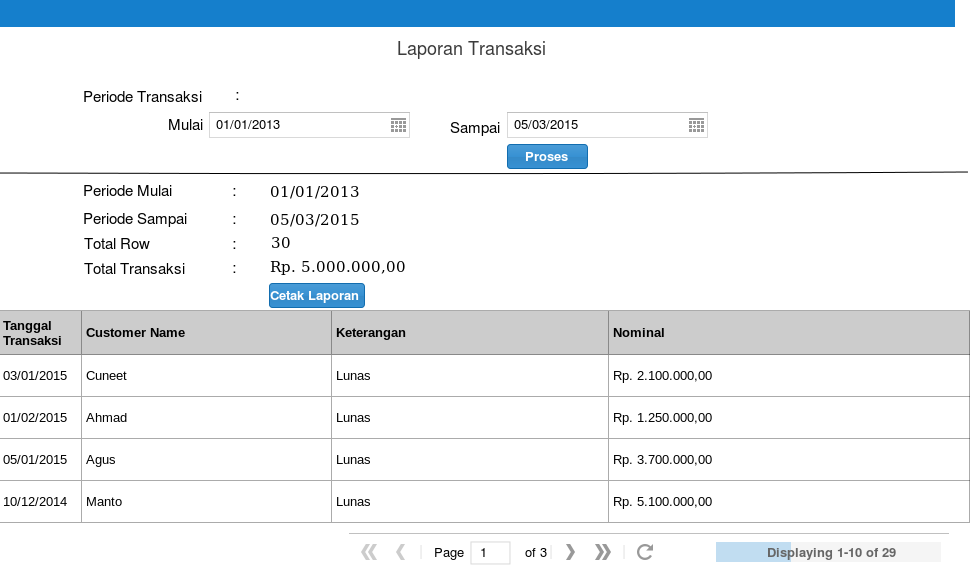 Laporan Transaksi
Periode Transaksi :
Mulai 01/01/2013 Sampai 05/03/2015
Proses
Periode Mulai : 01/01/2013
Periode Sampai : 05/03/2015
Total Row : 30
Total Transaksi : Rp. 5.000.000,00
Cetak Laporan
Tanggal Transaksi Customer Name Keterangan Nominal
03/01/2015 Cuneet Lunas Rp. 2.100.000,00
01/02/2015 Ahmad Lunas Rp. 1.250.000,00
05/01/2015 Agus Lunas Rp. 3.700.000,00
10/12/2014 Manto Lunas Rp. 5.100.000,00
Page 1 of 3 Displaying 1-10 of 29